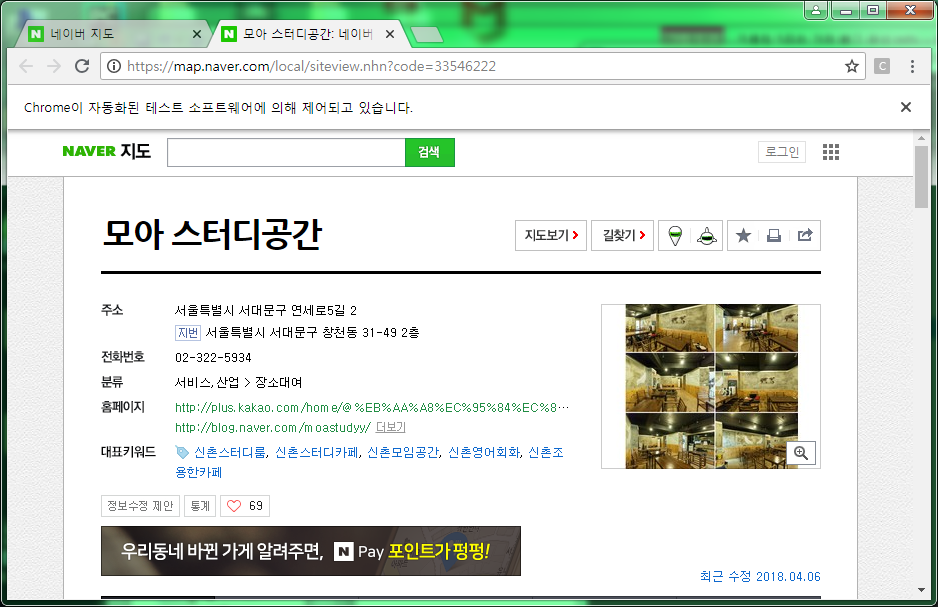 네이버 지도
모아 스터디공간: 네이버
https://map.naver.com/local/siteview.nhn?code=33546222
C
Chrome이 자동화된 테스트 소프트웨어에 의해 제어되고 있습니다.
NAVER 지도
검색
로그인
모아 스터디공간
지도보기
길찾기
주소
서울특별시 서대문구 연세로5길 2
지번 서울특별시 서대문구 창천동 31-49 2층
전화번호 02-322-5934
분류 서비스,산업 > 장소대여
홈페이지 http://plus.kakao.com/home/@%EB%AA%A8%EC%95%84%EC%8…
http://blog.naver.com/moastudyy/ 더보기
대표키워드 신촌스터디룸, 신촌스터디카페, 신촌모임공간, 신촌영어회화, 신촌조
용한카페
정보수정 제안 통계 69
우리동네 바뀐 가게 알려주면, N Pay 포인트가 펑펑!
최근 수정 2018.04.06